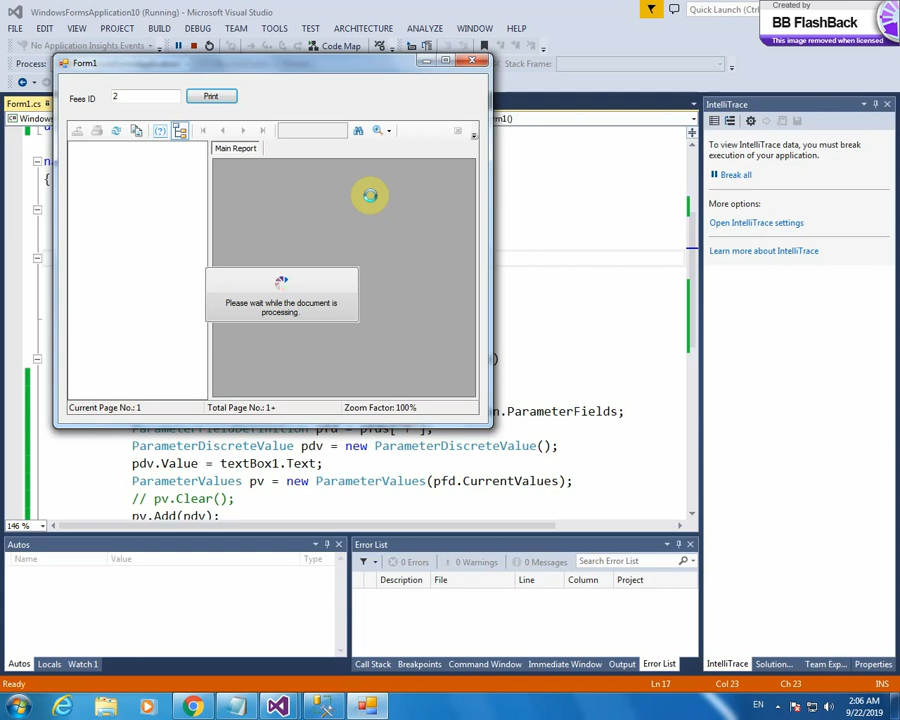 WindowsFormsApplication10 (Running) - Microsoft Visual Studio
Quick Launch (
Created by
BB FlashBack
This image removed when licensed
FILE EDIT VIEW PROJECT BUILD DEBUG TEAM TOOLS TEST ARCHITECTURE ANALYZE WINDOW HELP
No Application Insights Events
Code Map
Process:
Stack Frame:
Form1
Fees ID
2
Print
Main Report
Please wait while the document is
processing.
Current Page No.: 1
Total Page No.: 1+
Zoom Factor: 100%
Form1.cs
Windows
rm1()
na
{
)
n.ParameterFields;
ParameterDiscreteValue pdv = new ParameterDiscreteValue();
pdv.Value = textBox1.Text;
ParameterValues pv = new ParameterValues(pfd.CurrentValues);
// pv.Clear();
pv.Add(pdv);
146 %
IntelliTrace
To view IntelliTrace data, you must break
execution of your application.
Break all
More options:
Open IntelliTrace settings
Learn more about IntelliTrace
Autos
Name Value Type
Autos Locals Watch 1
Error List
0 Errors 0 Warnings 0 Messages Search Error List
Description File Line Column Project
Call Stack Breakpoints Command Window Immediate Window Output Error List
IntelliTrace Solution... Team Exp... Properties
Ready
Ln 17 Col 23 Ch 23 INS
EN
2:06 AM
9/22/2019